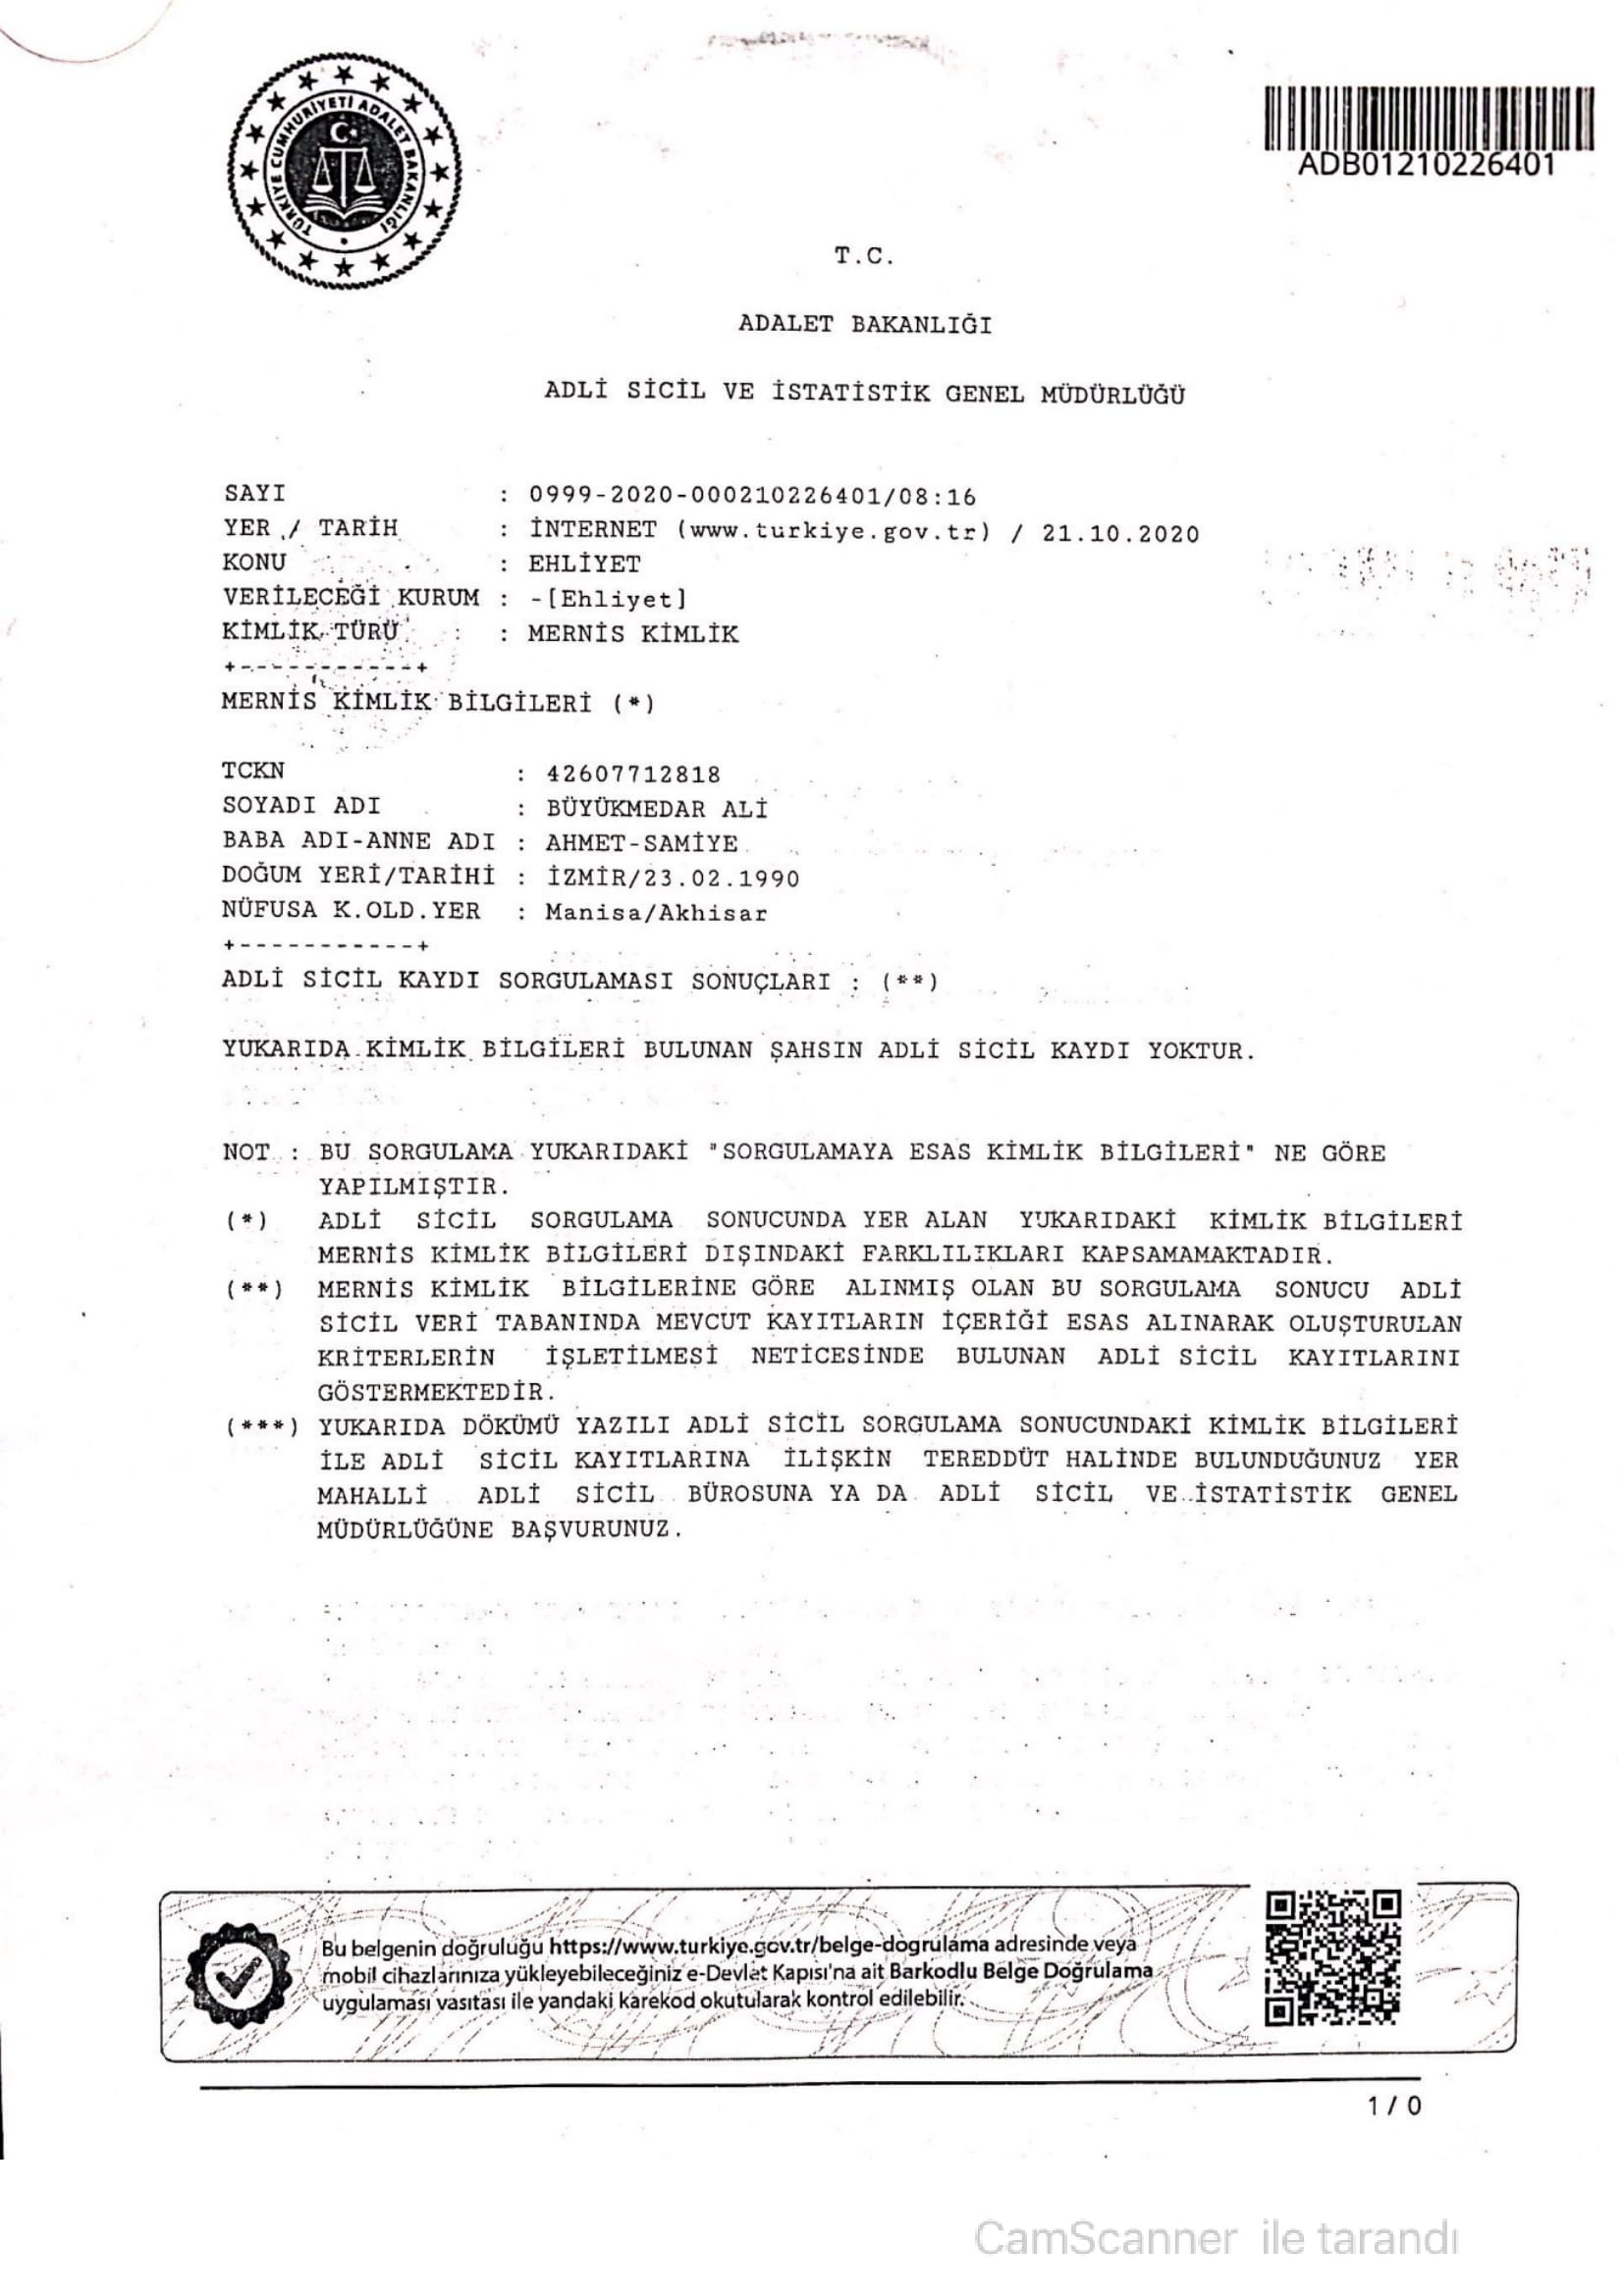 TÜRKİYE CUMHURİYETİ ADALET BAKANLIĞI
ADB01210226401
T.C.
ADALET BAKANLIĞI
ADLİ SİCİL VE İSTATİSTİK GENEL MÜDÜRLÜĞÜ
SAYI : 0999-2020-000210226401/08:16
YER / TARİH : İNTERNET (www.turkiye.gov.tr) / 21.10.2020
KONU : EHLİYET
VERİLECEĞİ KURUM : -[Ehliyet]
KİMLİK TÜRÜ : MERNİS KİMLİK
+-----------+
MERNİS KİMLİK BİLGİLERİ (*)
TCKN : 42607712818
SOYADI ADI : BÜYÜKMEDAR ALİ
BABA ADI-ANNE ADI : AHMET-SAMİYE
DOĞUM YERİ/TARİHİ : İZMİR/23.02.1990
NÜFUSA K.OLD.YER : Manisa/Akhisar
+-----------+
ADLİ SİCİL KAYDI SORGULAMASI SONUÇLARI : (**)
YUKARIDA KİMLİK BİLGİLERİ BULUNAN ŞAHSIN ADLİ SİCİL KAYDI YOKTUR.
NOT : BU SORGULAMA YUKARIDAKİ "SORGULAMAYA ESAS KİMLİK BİLGİLERİ" NE GÖRE
YAPILMIŞTIR.
(*) ADLİ SİCİL SORGULAMA SONUCUNDA YER ALAN YUKARIDAKİ KİMLİK BİLGİLERİ
MERNİS KİMLİK BİLGİLERİ DIŞINDAKİ FARKLILIKLARI KAPSAMAMAKTADIR.
(**) MERNİS KİMLİK BİLGİLERİNE GÖRE ALINMIŞ OLAN BU SORGULAMA SONUCU ADLİ
SİCİL VERİ TABANINDA MEVCUT KAYITLARIN İÇERİĞİ ESAS ALINARAK OLUŞTURULAN
KRİTERLERİN İŞLETİLMESİ NETİCESİNDE BULUNAN ADLİ SİCİL KAYITLARINI
GÖSTERMEKTEDİR.
(***) YUKARIDA DÖKÜMÜ YAZILI ADLİ SİCİL SORGULAMA SONUCUNDAKİ KİMLİK BİLGİLERİ
İLE ADLİ SİCİL KAYITLARINA İLİŞKİN TEREDDÜT HALİNDE BULUNDUĞUNUZ YER
MAHALLİ ADLİ SİCİL BÜROSUNA YA DA ADLİ SİCİL VE İSTATİSTİK GENEL
MÜDÜRLÜĞÜNE BAŞVURUNUZ.
Bu belgenin doğruluğu https://www.turkiye.gov.tr/belge-dogrulama adresinde veya
mobil cihazlarınıza yükleyebileceğiniz e-Devlet Kapısı'na ait Barkodlu Belge Doğrulama
uygulaması vasıtası ile yandaki karekod okutularak kontrol edilebilir.
1 / 0
CamScanner ile tarandı